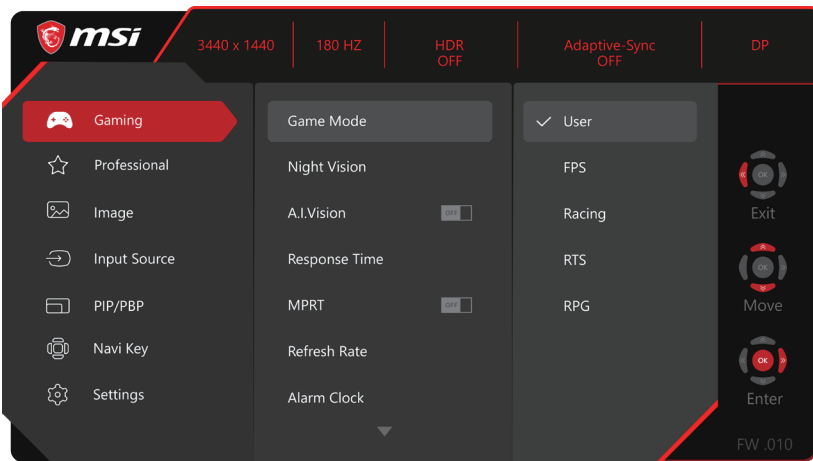 msi
3440 x 1440
180 HZ
HDR
OFF
Adaptive-Sync
OFF
DP
Gaming
Professional
Image
Input Source
PIP/PBP
Navi Key
Settings
Game Mode
Night Vision
A.I.Vision
OFF
Response Time
MPRT
OFF
Refresh Rate
Alarm Clock
User
FPS
Racing
RTS
RPG
OK
Exit
OK
Move
OK
Enter
FW .010